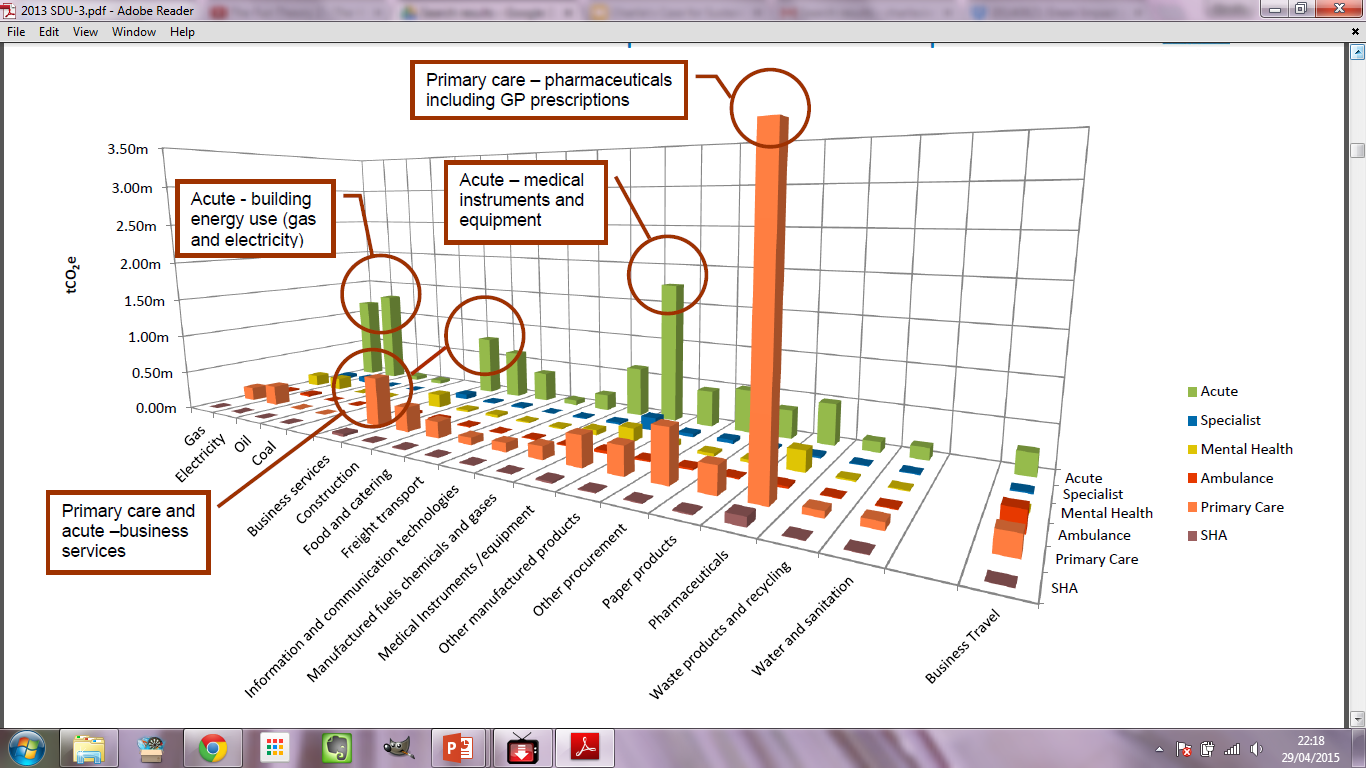 2013 SDU-3.pdf - Adobe Reader
File Edit View Window Help
Primary care – pharmaceuticals
including GP prescriptions
Acute – medical
instruments and
equipment
Acute - building
energy use (gas
and electricity)
Primary care and
acute –business
services
tCO₂e
3.50m
3.00m
2.50m
2.00m
1.50m
1.00m
0.50m
0.00m
Gas
Electricity
Oil
Coal
Business services
Construction
Food and catering
Freight transport
Information and communication technologies
Manufactured fuels chemicals and gases
Medical Instruments /equipment
Other manufactured products
Other procurement
Paper products
Pharmaceuticals
Waste products and recycling
Water and sanitation
Business Travel
Acute
Specialist
Mental Health
Ambulance
Primary Care
SHA
Acute
Specialist
Mental Health
Ambulance
Primary Care
SHA
22:18
29/04/2015